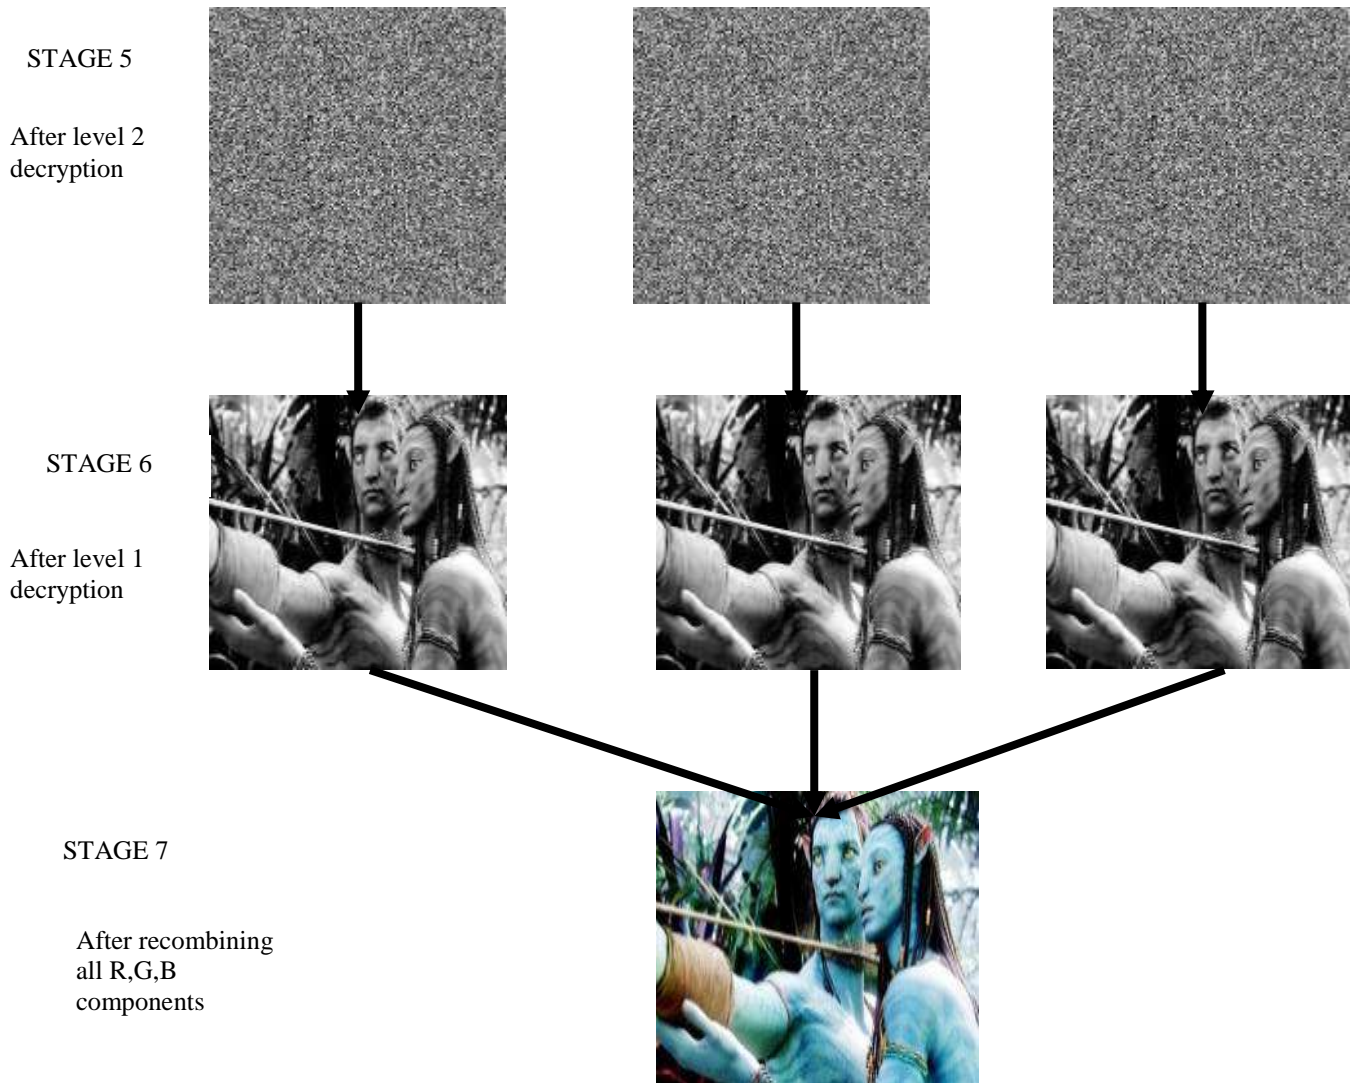 STAGE 5
After level 2
decryption
STAGE 6
After level 1
decryption
STAGE 7
After recombining
all R,G,B
components